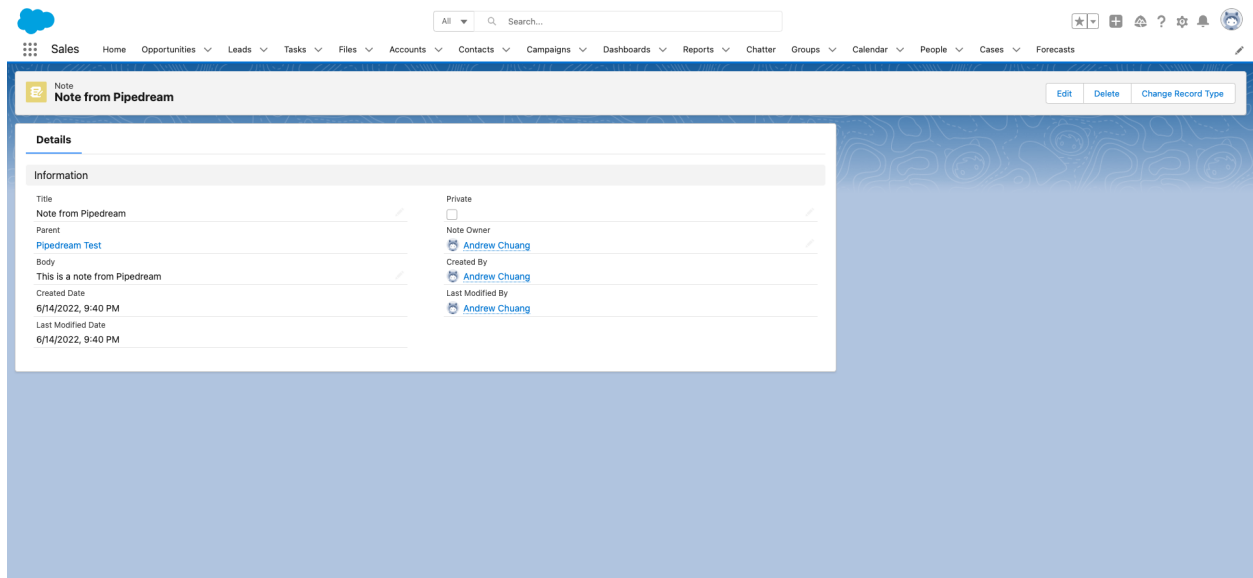 All Search...
Sales Home Opportunities Leads Tasks Files Accounts Contacts Campaigns Dashboards Reports Chatter Groups Calendar People Cases Forecasts
Note
Note from Pipedream
Edit Delete Change Record Type
Details
Information
Title
Note from Pipedream
Parent
Pipedream Test
Body
This is a note from Pipedream
Created Date
6/14/2022, 9:40 PM
Last Modified Date
6/14/2022, 9:40 PM
Private
Note Owner
Andrew Chuang
Created By
Andrew Chuang
Last Modified By
Andrew Chuang